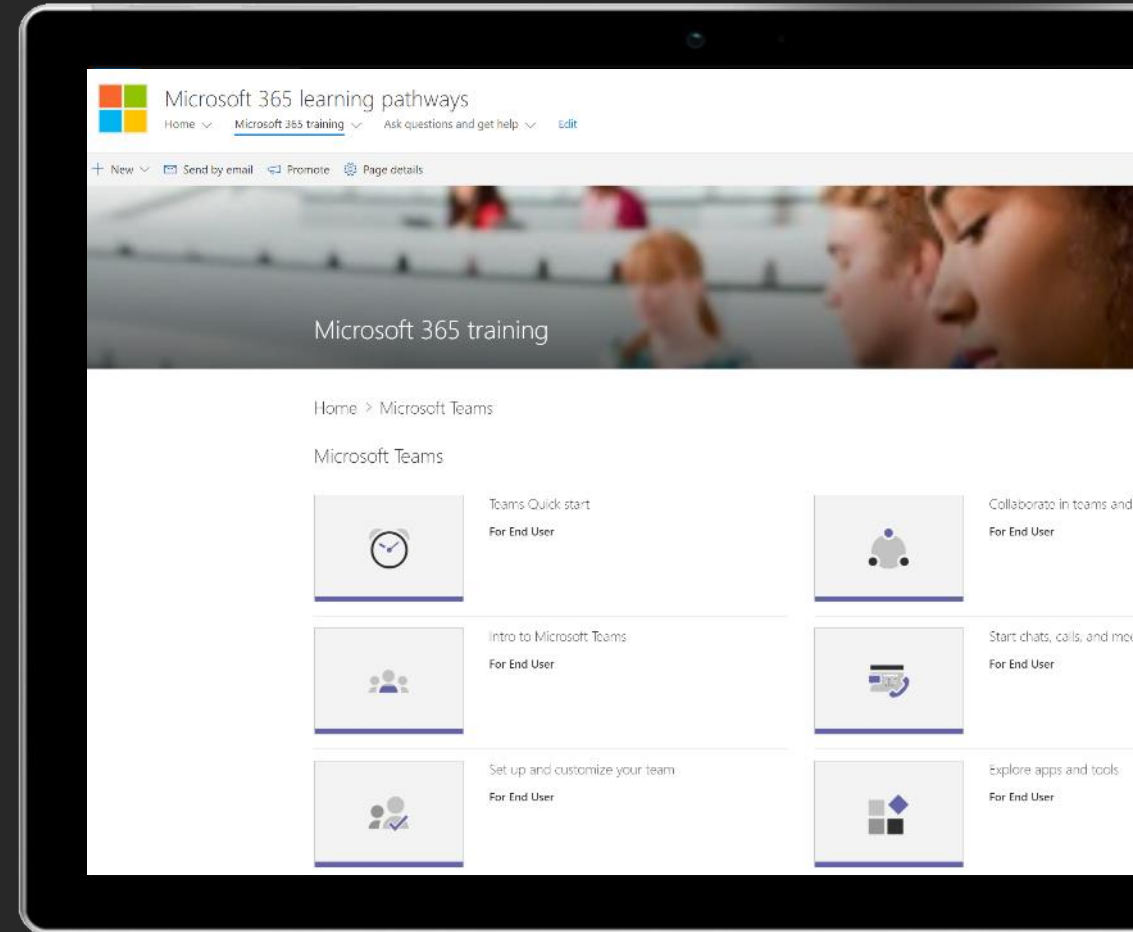 Microsoft 365 learning pathways
Home Microsoft 365 training Ask questions and get help Edit
New Send by email Promote Page details
Microsoft 365 training
Home > Microsoft Teams
Microsoft Teams
Teams Quick start
For End User
Collaborate in teams and
For End User
Intro to Microsoft Teams
For End User
Start chats, calls, and mee
For End User
Set up and customize your team
For End User
Explore apps and tools
For End User